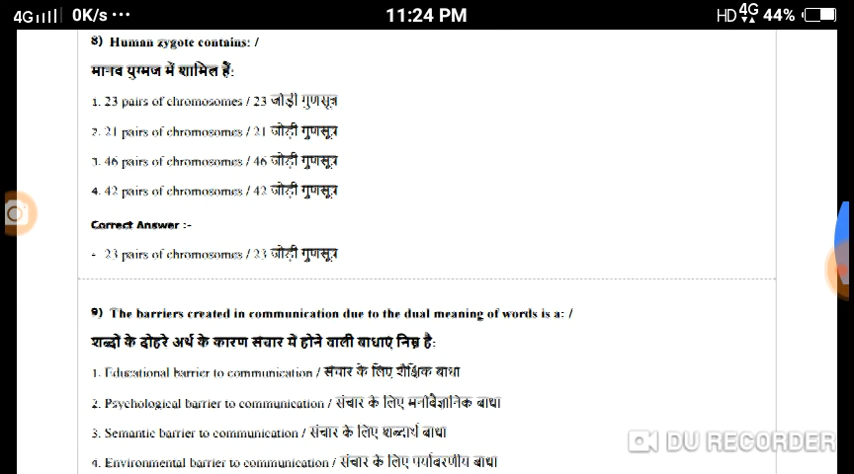 4G 0K/s ··· 11:24 PM HD 4G 44%
8) Human zygote contains: /
मानव युग्मज में शामिल हैं:
1. 23 pairs of chromosomes / 23 जोड़ी गुणसूत्र
2. 21 pairs of chromosomes / 21 जोड़ी गुणसूत्र
3. 46 pairs of chromosomes / 46 जोड़ी गुणसूत्र
4. 42 pairs of chromosomes / 42 जोड़ी गुणसूत्र
Correct Answer :-
- 23 pairs of chromosomes / 23 जोड़ी गुणसूत्र
9) The barriers created in communication due to the dual meaning of words is a: /
शब्दों के दोहरे अर्थ के कारण संचार में होने वाली बाधाएं निम्न है:
1. Educational barrier to communication / संचार के लिए शैक्षिक बाधा
2. Psychological barrier to communication / संचार के लिए मनोवैज्ञानिक बाधा
3. Semantic barrier to communication / संचार के लिए शब्दार्थ बाधा
4. Environmental barrier to communication / संचार के लिए पर्यावरणीय बाधा
DU RECORDER